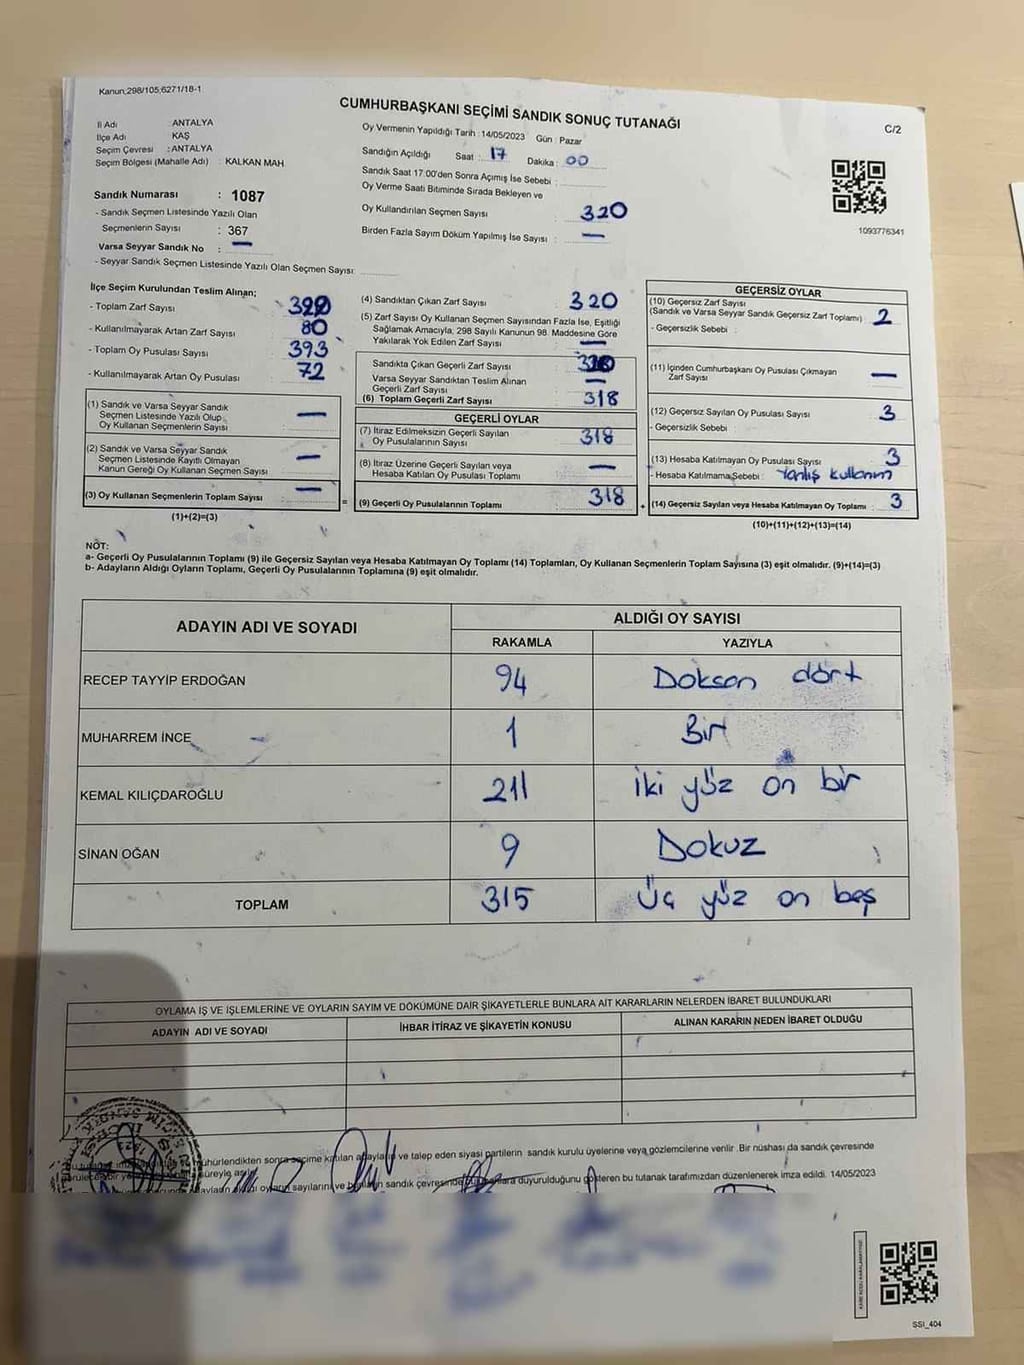 Kanun;298/105;6271/18-1
CUMHURBAŞKANI SEÇİMİ SANDIK SONUÇ TUTANAĞI
C/2
İl Adı : ANTALYA
İlçe Adı : KAŞ
Seçim Çevresi : ANTALYA
Seçim Bölgesi (Mahalle Adı) : KALKAN MAH.
Sandık Numarası : 1087
- Sandık Seçmen Listesinde Yazılı Olan
Seçmenlerin Sayısı : 367
Varsa Seyyar Sandık No : —
- Seyyar Sandık Seçmen Listesinde Yazılı Olan Seçmen Sayısı:
Oy Vermenin Yapıldığı Tarih : 14/05/2023 Gün : Pazar
Sandığın Açıldığı Saat : 17 Dakika : 00
Sandık Saat 17:00'den Sonra Açımış İse Sebebi :
Oy Verme Saati Bitiminde Sırada Bekleyen ve
Oy Kullandırılan Seçmen Sayısı : 320
Birden Fazla Sayım Döküm Yapılmış İse Sayısı : —
1093776341
İlçe Seçim Kurulundan Teslim Alınan;
- Toplam Zarf Sayısı
- Kullanılmayarak Artan Zarf Sayısı : 80
- Toplam Oy Pusulası Sayısı : 393
- Kullanılmayarak Artan Oy Pusulası : 72
(1) Sandık ve Varsa Seyyar Sandık
Seçmen Listesinde Yazılı Olup
Oy Kullanan Seçmenlerin Sayısı : —
(2) Sandık ve Varsa Seyyar Sandık
Seçmen Listesinde Kayıtlı Olmayan
Kanun Gereği Oy Kullanan Seçmen Sayısı : —
(3) Oy Kullanan Seçmenlerin Toplam Sayısı : —
(1)+(2)=(3)
(4) Sandıktan Çıkan Zarf Sayısı : 320
(5) Zarf Sayısı Oy Kullanan Seçmen Sayısından Fazla İse, Eşitliği
Sağlamak Amacıyla, 298 Sayılı Kanunun 98. Maddesine Göre
Yakılarak Yok Edilen Zarf Sayısı : —
Sandıkta Çıkan Geçerli Zarf Sayısı :
Varsa Seyyar Sandıktan Teslim Alınan
Geçerli Zarf Sayısı : —
(6) Toplam Geçerli Zarf Sayısı : 318
GEÇERLİ OYLAR
(7) İtiraz Edilmeksizin Geçerli Sayılan
Oy Pusulalarının Sayısı : 318
(8) İtiraz Üzerine Geçerli Sayılan veya
Hesaba Katılan Oy Pusulası Toplamı : —
= (9) Geçerli Oy Pusulalarının Toplamı : 318
GEÇERSİZ OYLAR
(10) Geçersiz Zarf Sayısı
(Sandık ve Varsa Seyyar Sandık Geçersiz Zarf Toplamı) : 2
- Geçersizlik Sebebi :
(11) İçinden Cumhurbaşkanı Oy Pusulası Çıkmayan
Zarf Sayısı : —
(12) Geçersiz Sayılan Oy Pusulası Sayısı : 3
- Geçersizlik Sebebi :
(13) Hesaba Katılmayan Oy Pusulası Sayısı : 3
- Hesaba Katılmama Sebebi : Yanlış kullanım
+ (14) Geçersiz Sayılan veya Hesaba Katılmayan Oy Toplamı : 3
(10)+(11)+(12)+(13)=(14)
NOT:
a- Geçerli Oy Pusulalarının Toplamı (9) ile Geçersiz Sayılan veya Hesaba Katılmayan Oy Toplamı (14) Toplamları, Oy Kullanan Seçmenlerin Toplam Sayısına (3) eşit olmalıdır. (9)+(14)=(3)
b- Adayların Aldığı Oyların Toplamı, Geçerli Oy Pusulalarının Toplamına (9) eşit olmalıdır.
ADAYIN ADI VE SOYADI
ALDIĞI OY SAYISI
RAKAMLA YAZIYLA
RECEP TAYYİP ERDOĞAN 94 Doksan dört
MUHARREM İNCE 1 Bir
KEMAL KILIÇDAROĞLU 211 iki yüz on bir
SİNAN OĞAN 9 Dokuz
TOPLAM 315 Üç yüz on beş
OYLAMA İŞ VE İŞLEMLERİNE VE OYLARIN SAYIM VE DÖKÜMÜNE DAİR ŞİKAYETLERLE BUNLARA AİT KARARLARIN NELERDEN İBARET BULUNDUKLARI
ADAYIN ADI VE SOYADI İHBAR İTİRAZ VE ŞİKAYETİN KONUSU ALINAN KARARIN NEDEN İBARET OLDUĞU
mühürlendikten sonra seçime katılan adayların ve talep eden siyasi partilerin sandık kurulu üyelerine veya gözlemcilerine verilir. Bir nüshası da sandık çevresinde
süreyle asılır.
oyların sayılarını ve sandık çevresinde duyurulduğunu gösteren bu tutanak tarafımızdan düzenlenerek imza edildi. 14/05/2023
SSI_404